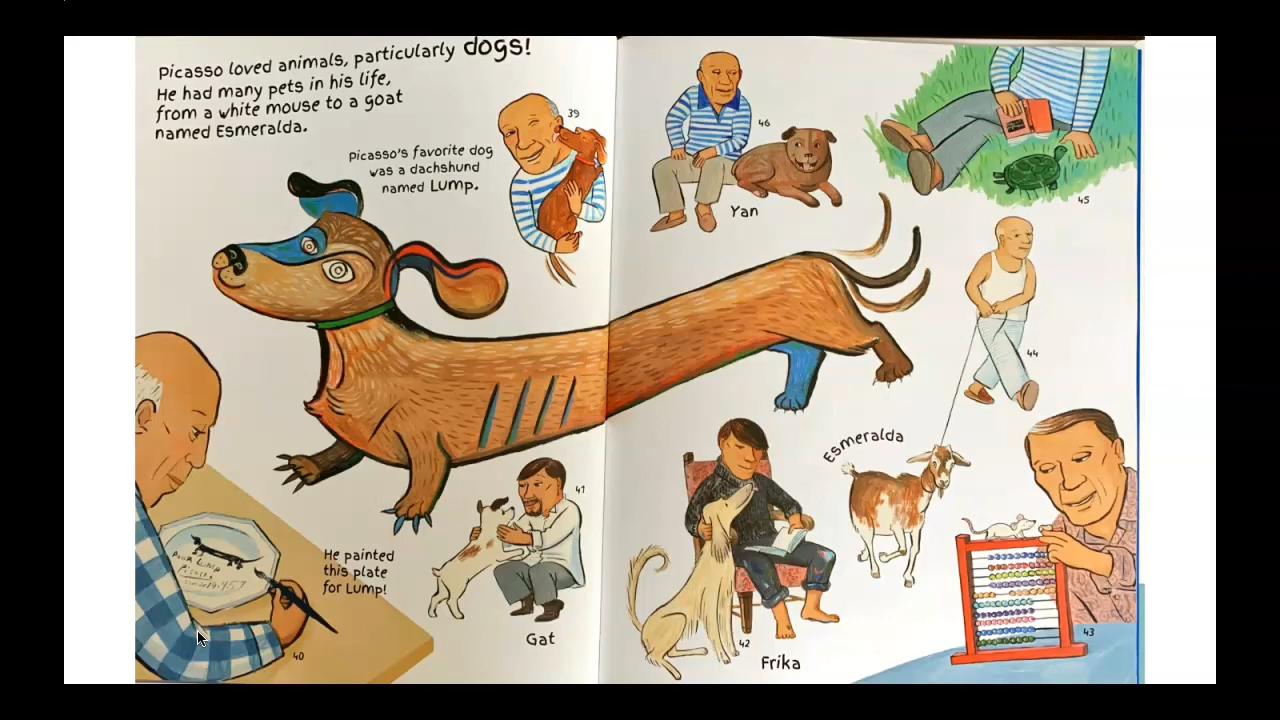 Picasso loved animals, particularly dogs!
He had many pets in his life,
from a white mouse to a goat
named Esmeralda.
Picasso's favorite dog
was a dachshund
named Lump.
39
46
Yan
45
44
Esmeralda
41
Gat
He painted
this plate
for Lump!
40
42
Frika
43